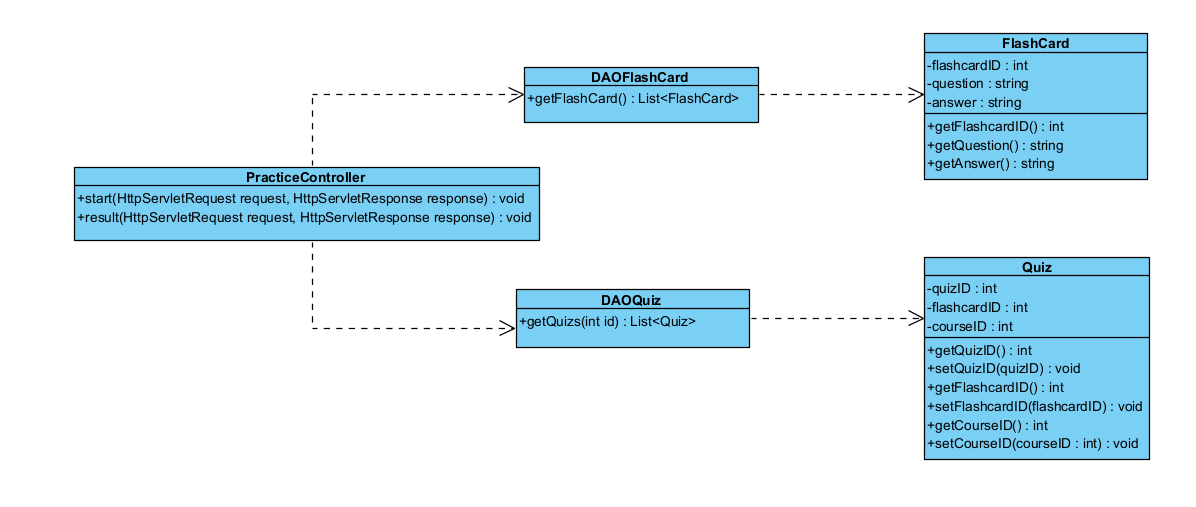 FlashCard
-flashcardID : int
-question : string
-answer : string
+getFlashcardID() : int
+getQuestion() : string
+getAnswer() : string
DAOFlashCard
+getFlashCard() : List<FlashCard>
PracticeController
+start(HttpServletRequest request, HttpServletResponse response) : void
+result(HttpServletRequest request, HttpServletResponse response) : void
DAOQuiz
+getQuizs(int id) : List<Quiz>
Quiz
-quizID : int
-flashcardID : int
-courseID : int
+getQuizID() : int
+setQuizID(quizID) : void
+getFlashcardID() : int
+setFlashcardID(flashcardID) : void
+getCourseID() : int
+setCourseID(courseID : int) : void